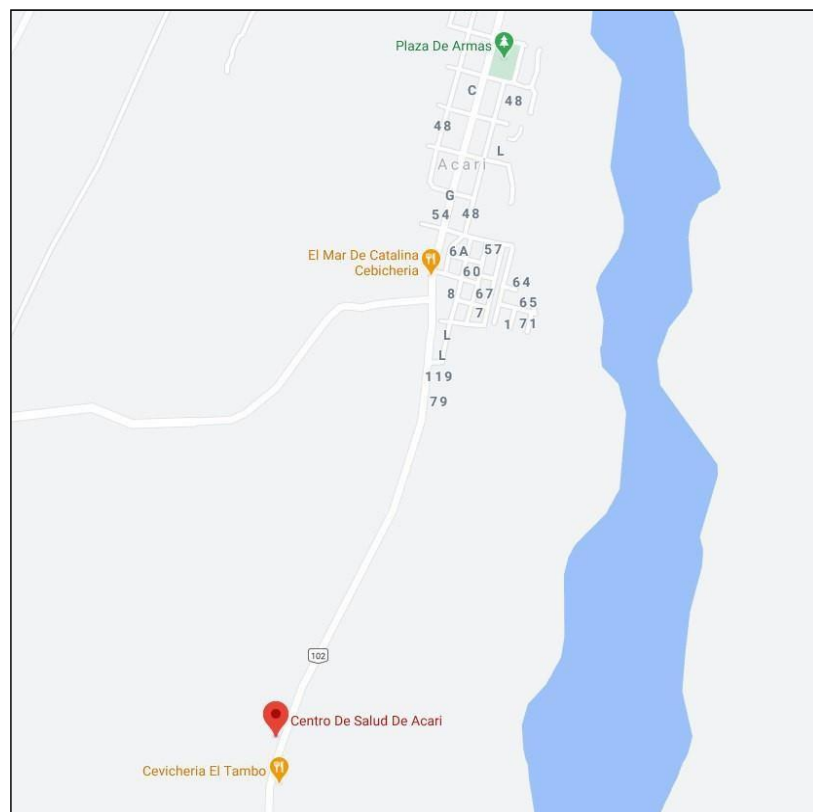 Plaza De Armas
C
48
48
L
Acarí
G
54 48
El Mar De Catalina
Cebicheria
6A
57
60
64
8
67
65
7
1
71
L
L
119
79
102
Centro De Salud De Acari
Cevicheria El Tambo